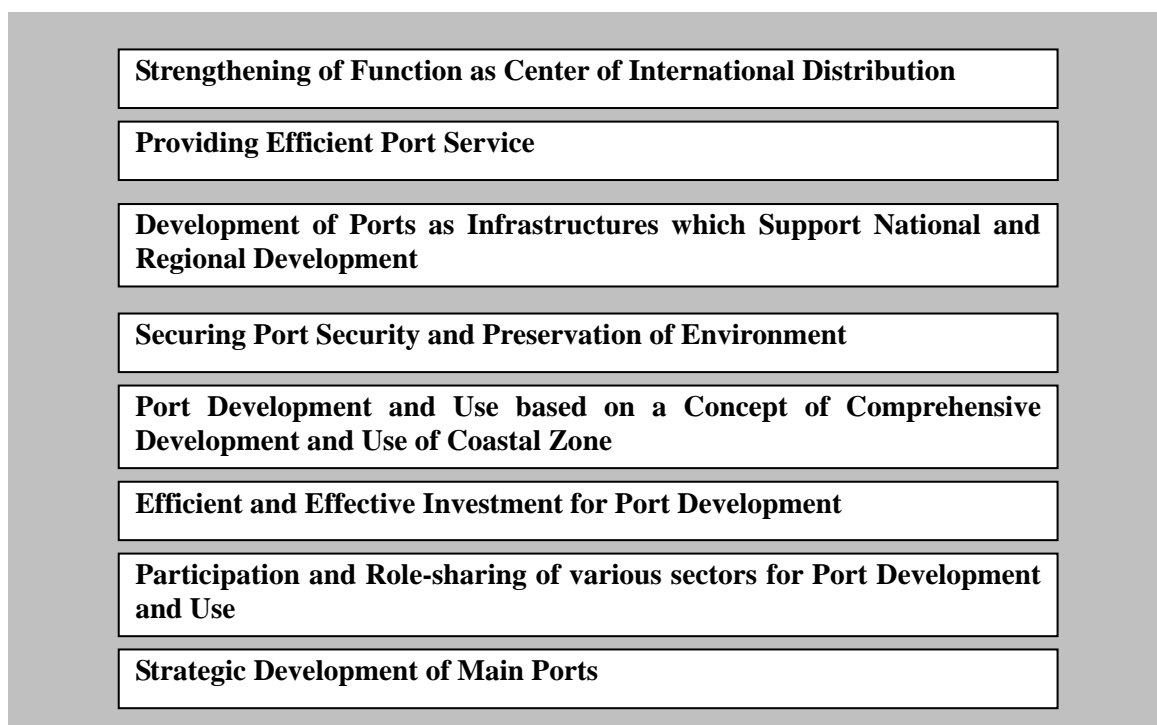 Strengthening of Function as Center of International Distribution
Providing Efficient Port Service
Development of Ports as Infrastructures which Support National and
Regional Development
Securing Port Security and Preservation of Environment
Port Development and Use based on a Concept of Comprehensive
Development and Use of Coastal Zone
Efficient and Effective Investment for Port Development
Participation and Role-sharing of various sectors for Port Development
and Use
Strategic Development of Main Ports